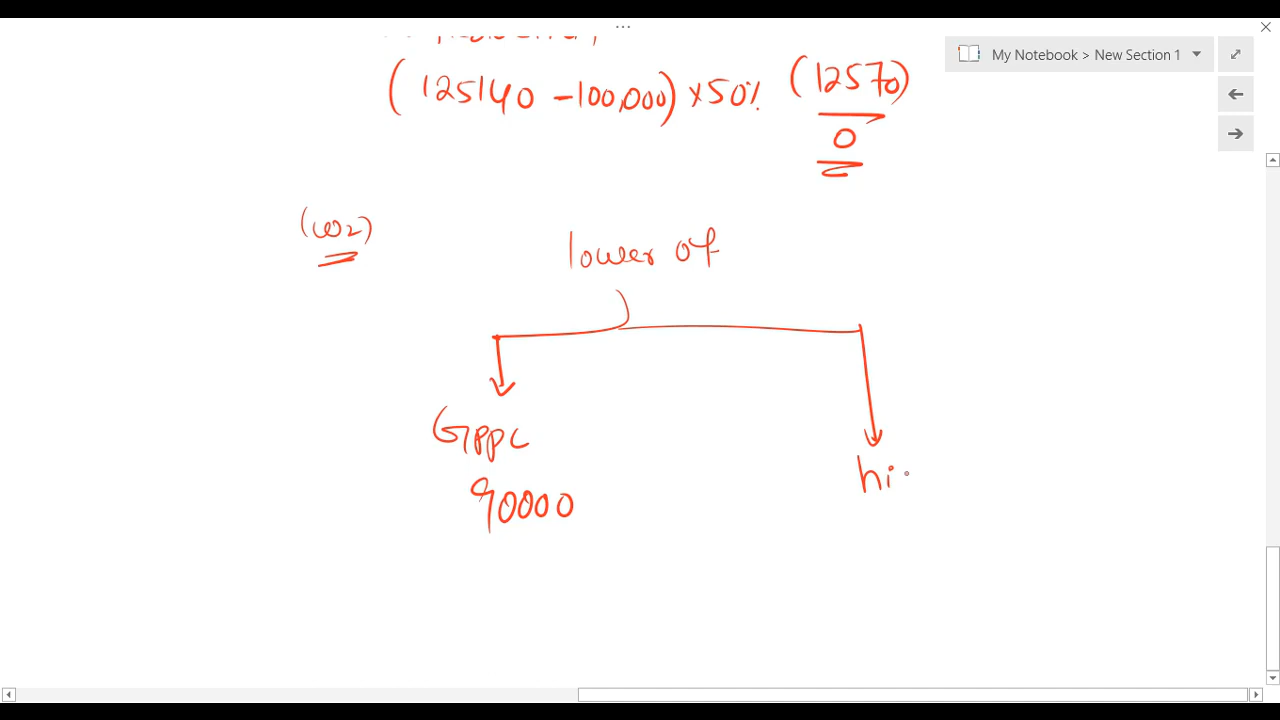 My Notebook > New Section 1
(125140 - 100,000) x 50% (12570)
0
(W2)
lower of
GPPC
90000
hi